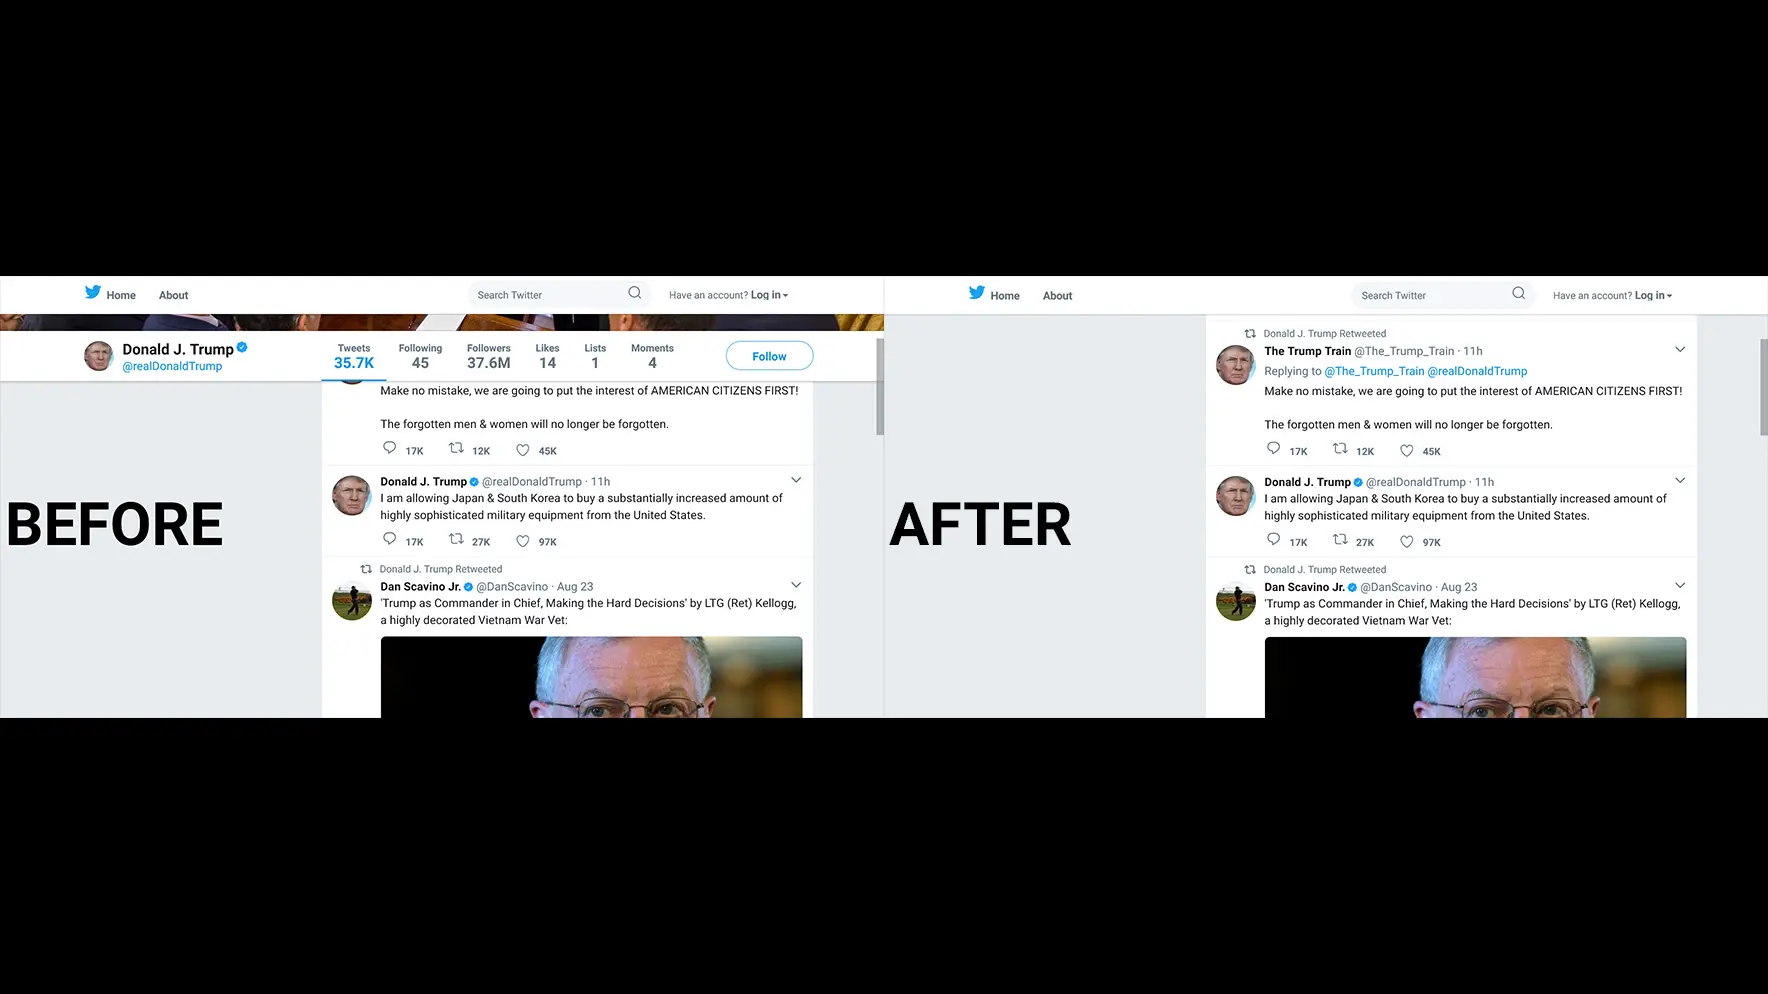 Home About Search Twitter Have an account? Log in
Donald J. Trump
@realDonaldTrump
Tweets Following Followers Likes Lists Moments
35.7K 45 37.6M 14 1 4
Follow
Make no mistake, we are going to put the interest of AMERICAN CITIZENS FIRST!
The forgotten men & women will no longer be forgotten.
17K 12K 45K
Donald J. Trump @realDonaldTrump · 11h
I am allowing Japan & South Korea to buy a substantially increased amount of
highly sophisticated military equipment from the United States.
17K 27K 97K
BEFORE
Donald J. Trump Retweeted
Dan Scavino Jr. @DanScavino · Aug 23
'Trump as Commander in Chief, Making the Hard Decisions' by LTG (Ret) Kellogg,
a highly decorated Vietnam War Vet:
Home About Search Twitter Have an account? Log in
Donald J. Trump Retweeted
The Trump Train @The_Trump_Train · 11h
Replying to @The_Trump_Train @realDonaldTrump
Make no mistake, we are going to put the interest of AMERICAN CITIZENS FIRST!
The forgotten men & women will no longer be forgotten.
17K 12K 45K
Donald J. Trump @realDonaldTrump · 11h
I am allowing Japan & South Korea to buy a substantially increased amount of
highly sophisticated military equipment from the United States.
17K 27K 97K
AFTER
Donald J. Trump Retweeted
Dan Scavino Jr. @DanScavino · Aug 23
'Trump as Commander in Chief, Making the Hard Decisions' by LTG (Ret) Kellogg,
a highly decorated Vietnam War Vet: